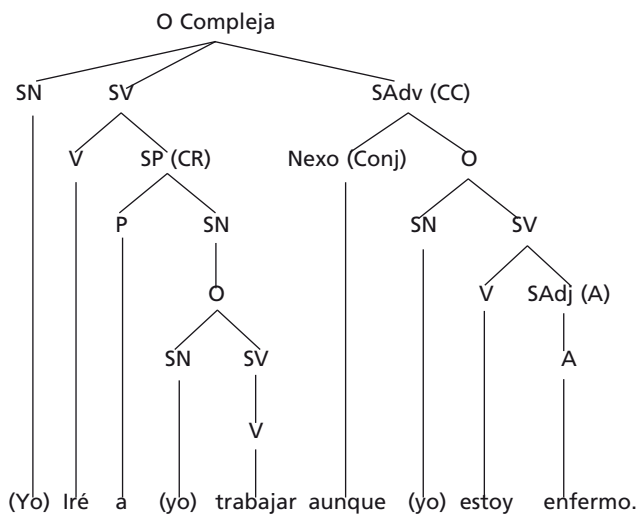 O Compleja
SN SV SAdv (CC)
V SP (CR) Nexo (Conj) O
P SN SN SV
O V SAdj (A)
SN SV A
V
(Yo) Iré a (yo) trabajar aunque (yo) estoy enfermo.